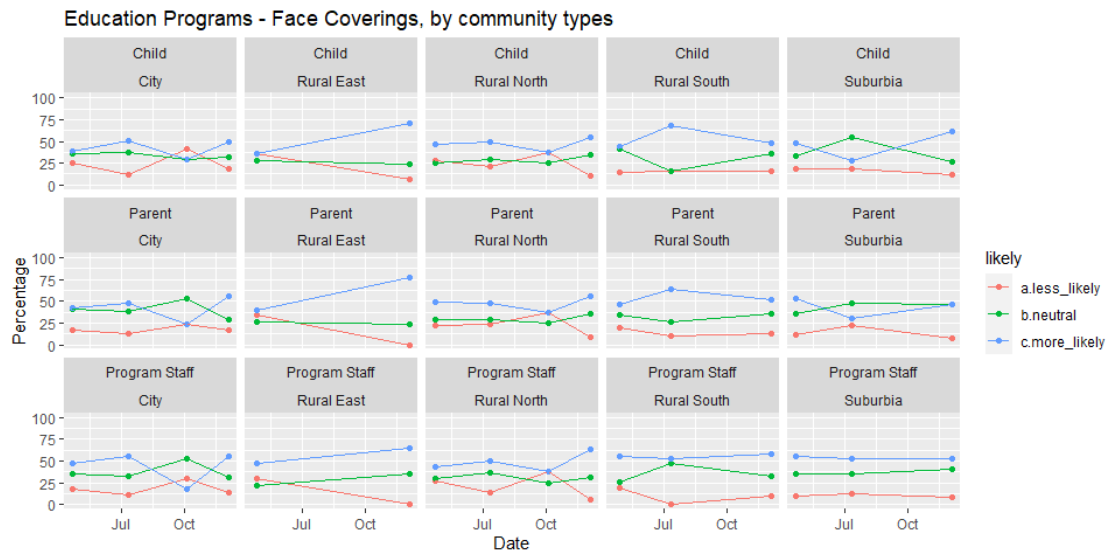 Education Programs - Face Coverings, by community types
Child Child Child Child Child
City Rural East Rural North Rural South Suburbia
100
75
50
25
0
Parent Parent Parent Parent Parent
City Rural East Rural North Rural South Suburbia
100
75
50
25
0
Program Staff Program Staff Program Staff Program Staff Program Staff
City Rural East Rural North Rural South Suburbia
100
75
50
25
0
Percentage
Jul Oct Jul Oct Jul Oct Jul Oct Jul Oct
Date
likely
a.less_likely
b.neutral
c.more_likely